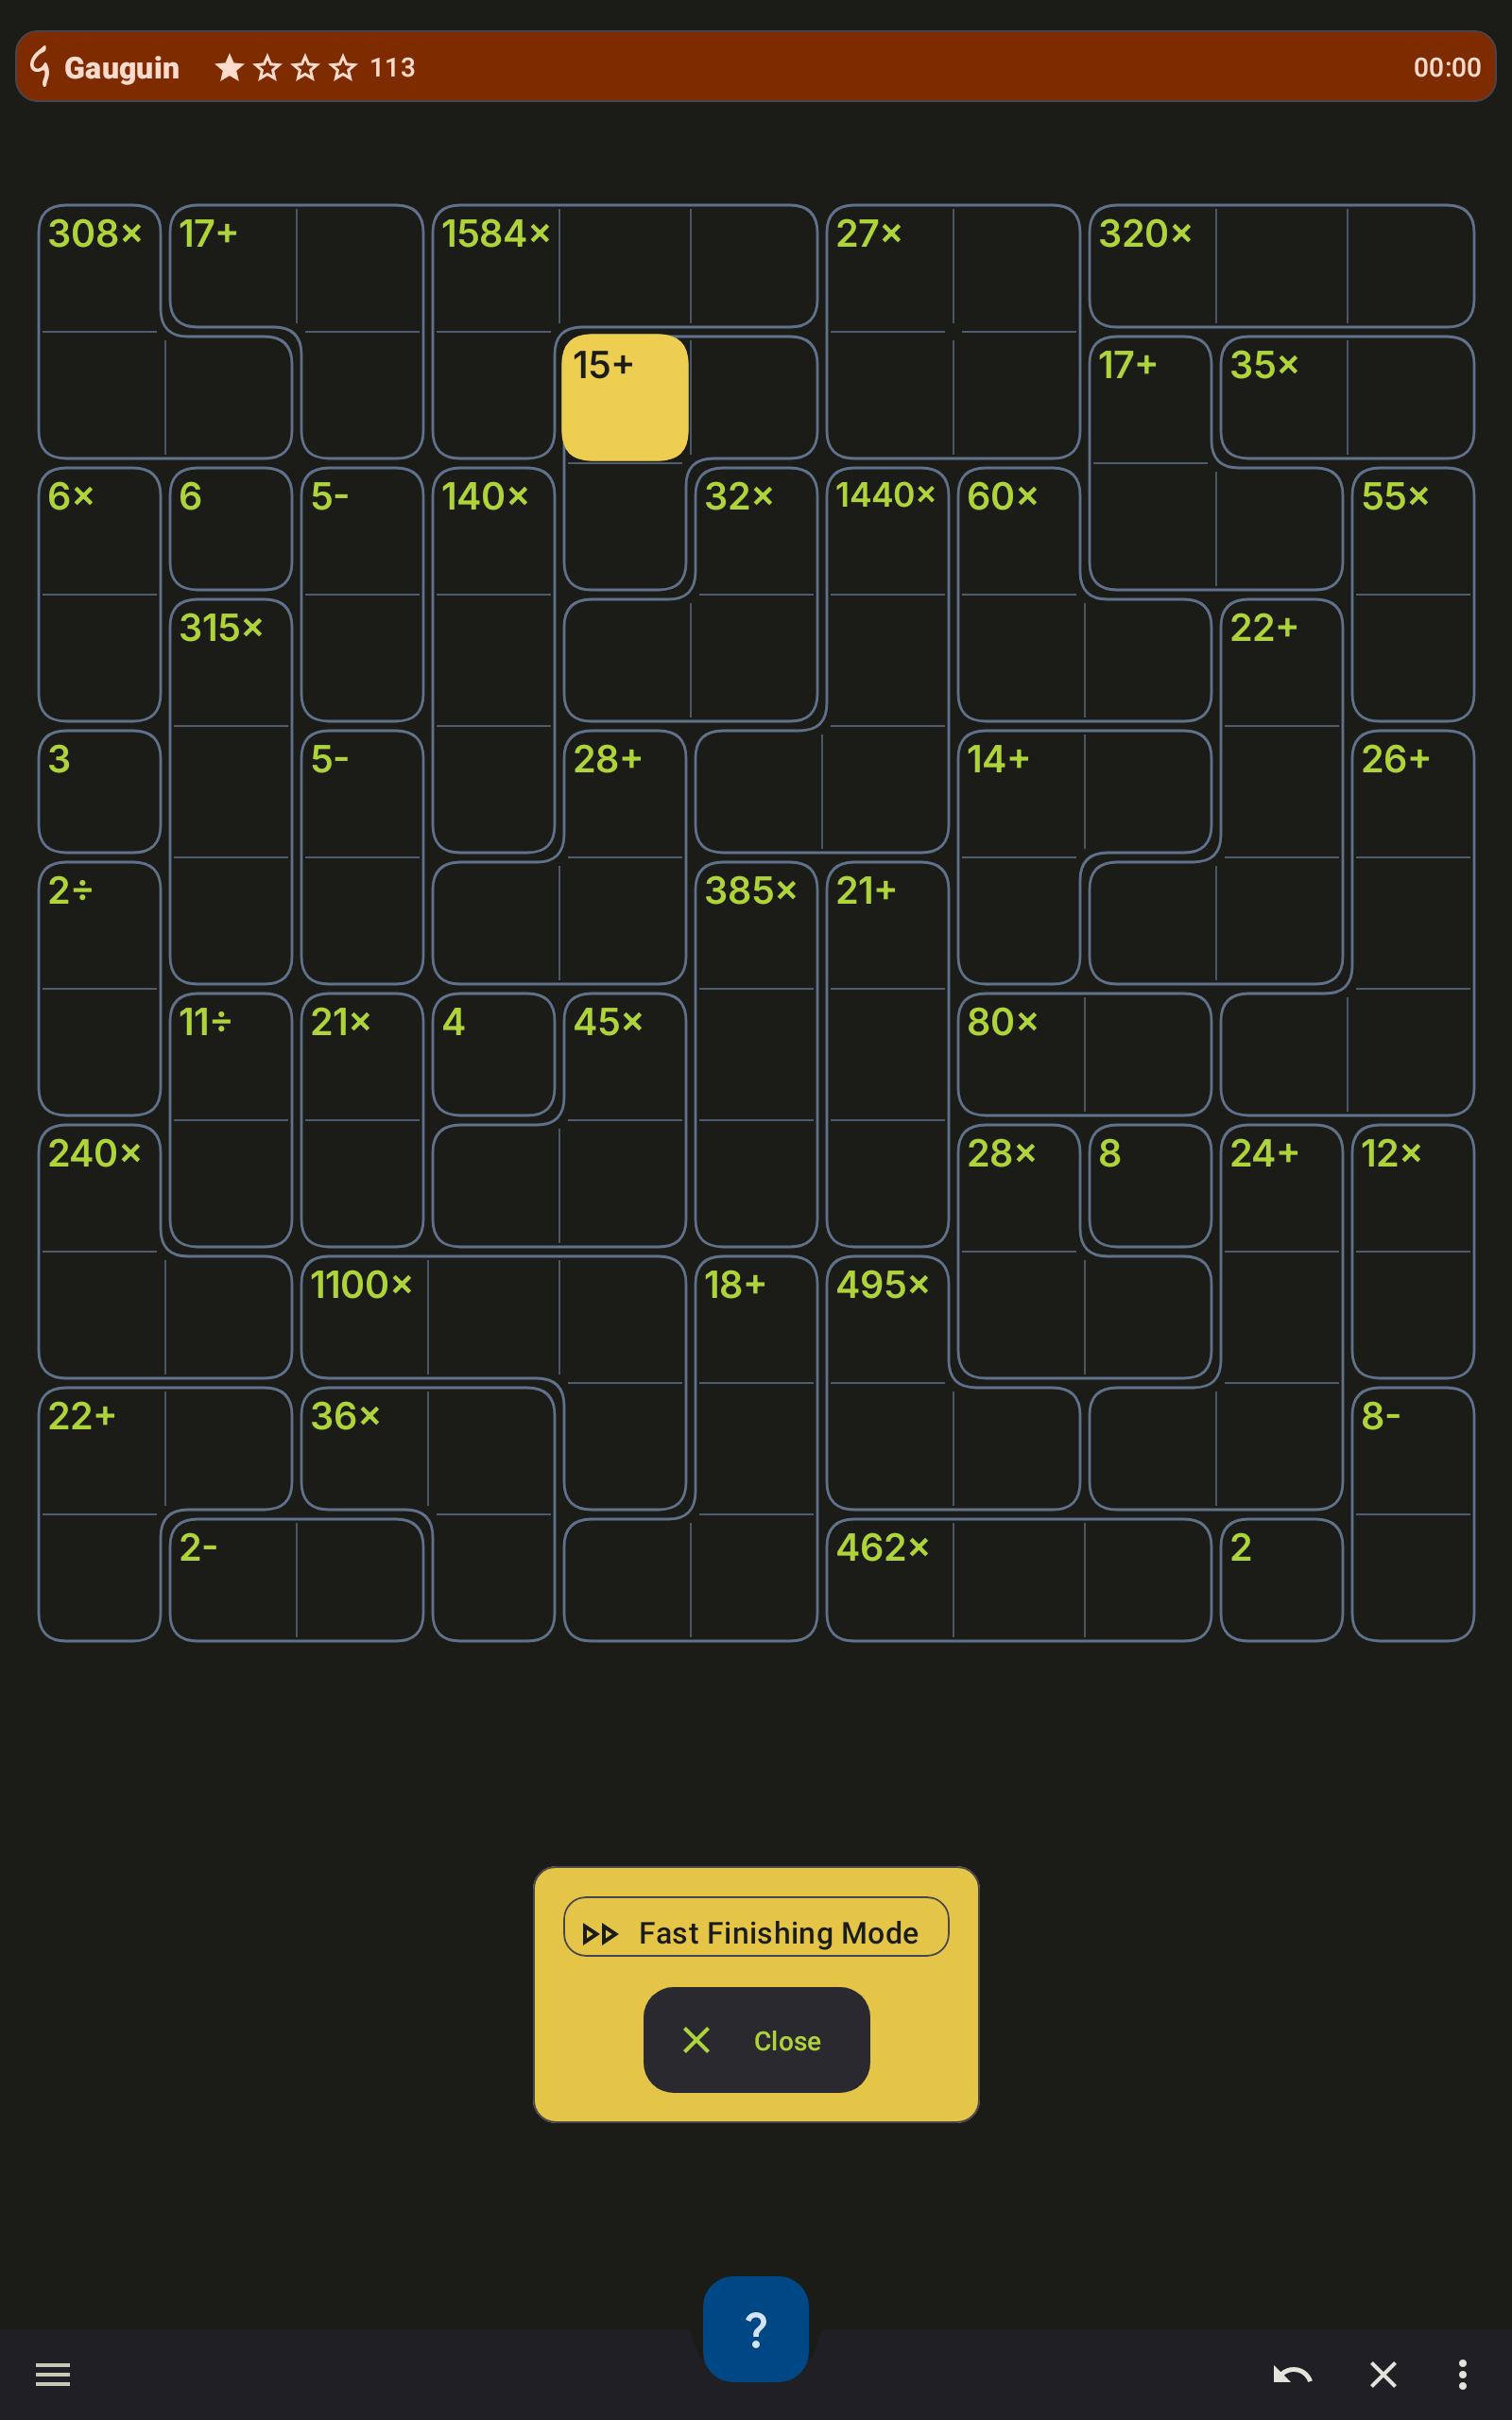 Gauguin 113 00:00
308× 17+ 1584× 27× 320×
15+ 17+ 35×
6× 6 5- 140× 32× 1440× 60× 55×
315× 22+
3 5- 28+ 14+ 26+
2÷ 385× 21+
11÷ 21× 4 45× 80×
240× 28× 8 24+ 12×
1100× 18+ 495×
22+ 36× 8-
2- 462× 2
Fast Finishing Mode
Close
?